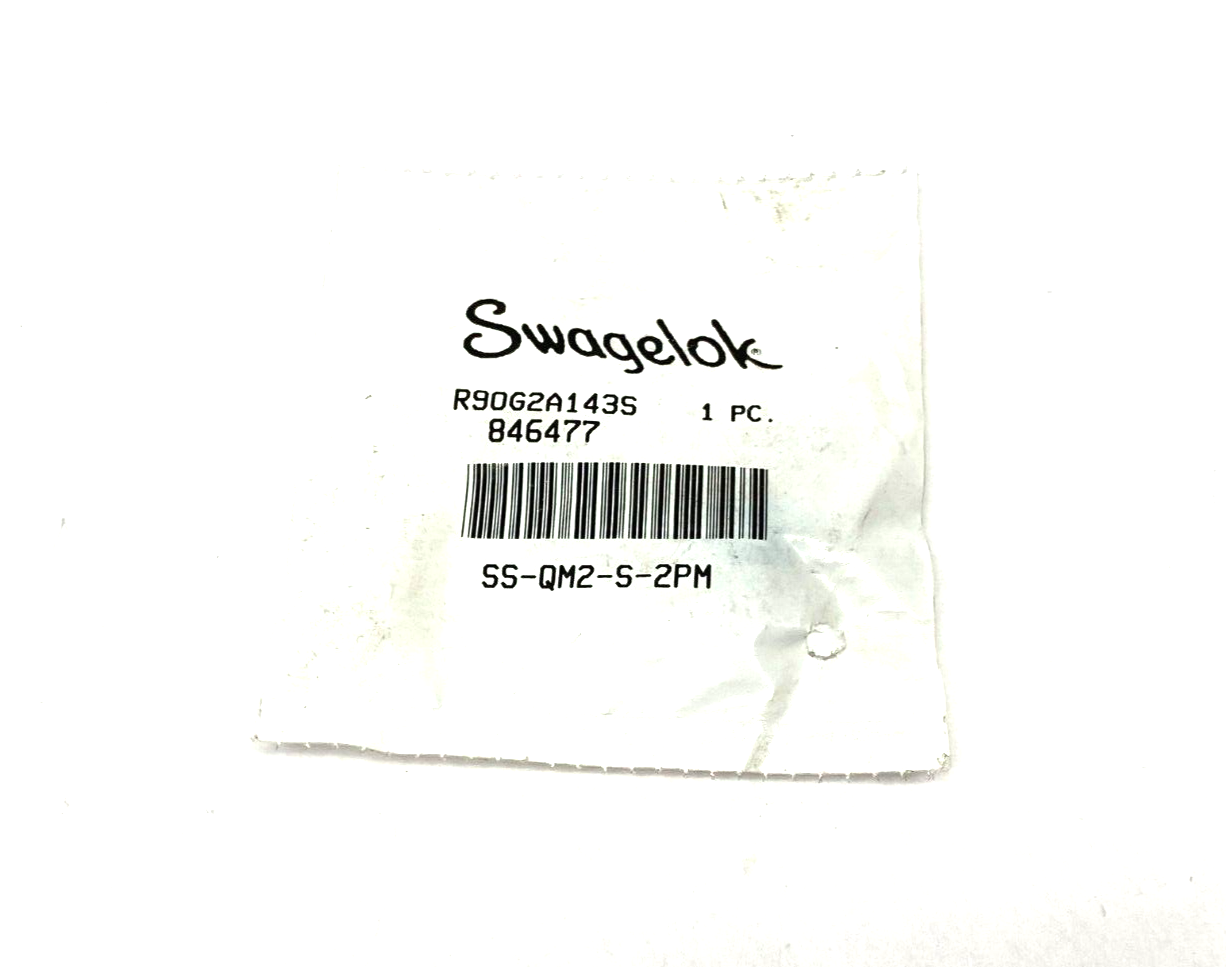 Swagelok®
R90G2A143S 1 PC.
846477
SS-QM2-S-2PM